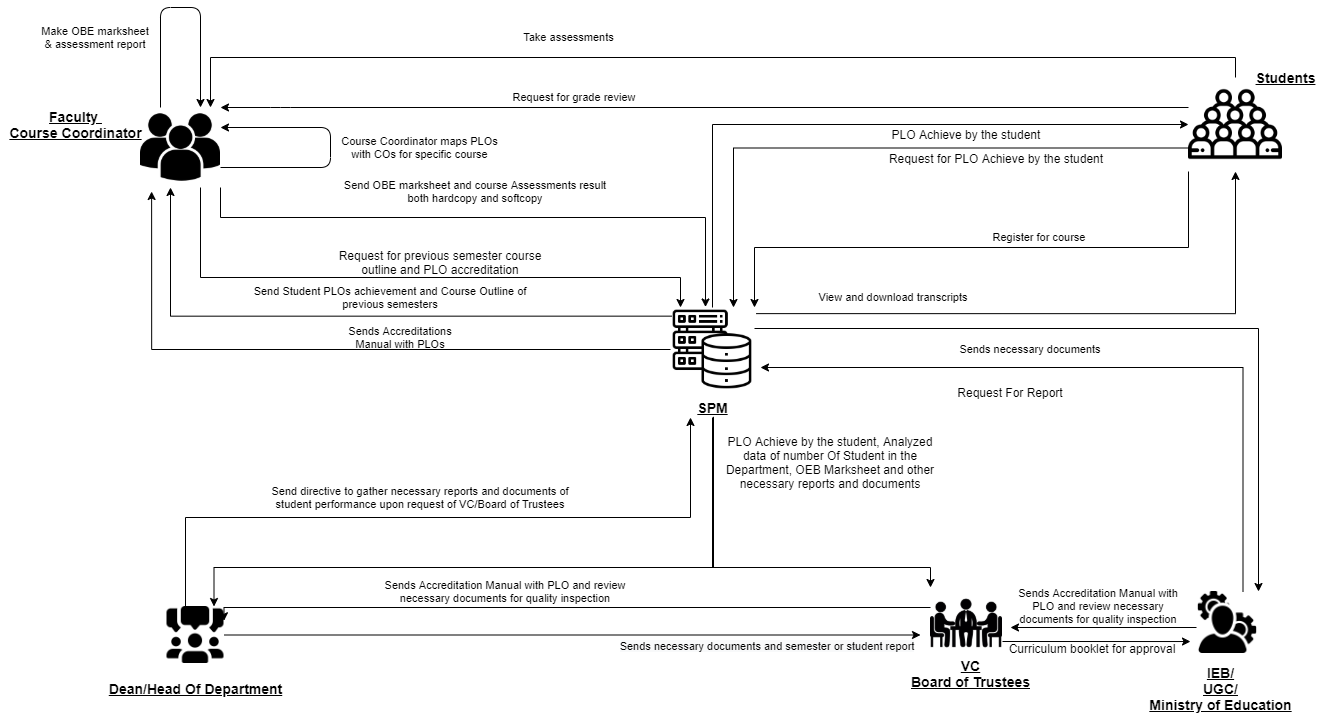 Make OBE marksheet
& assessment report
Take assessments
Students
Request for grade review
Faculty
Course Coordinator
PLO Achieve by the student
Course Coordinator maps PLOs
with COs for specific course
Request for PLO Achieve by the student
Send OBE marksheet and course Assessments result
both hardcopy and softcopy
Register for course
Request for previous semester course
outline and PLO accreditation
Send Student PLOs achievement and Course Outline of
previous semesters
View and download transcripts
Sends Accreditations
Manual with PLOs
Sends necessary documents
Request For Report
SPM
PLO Achieve by the student, Analyzed
data of number Of Student in the
Department, OEB Marksheet and other
necessary reports and documents
Send directive to gather necessary reports and documents of
student performance upon request of VC/Board of Trustees
Sends Accreditation Manual with PLO and review
necessary documents for quality inspection
Sends Accreditation Manual with
PLO and review necessary
documents for quality inspection
Sends necessary documents and semester or student report
Curriculum booklet for approval
Dean/Head Of Department
VC
Board of Trustees
IEB/
UGC/
Ministry of Education